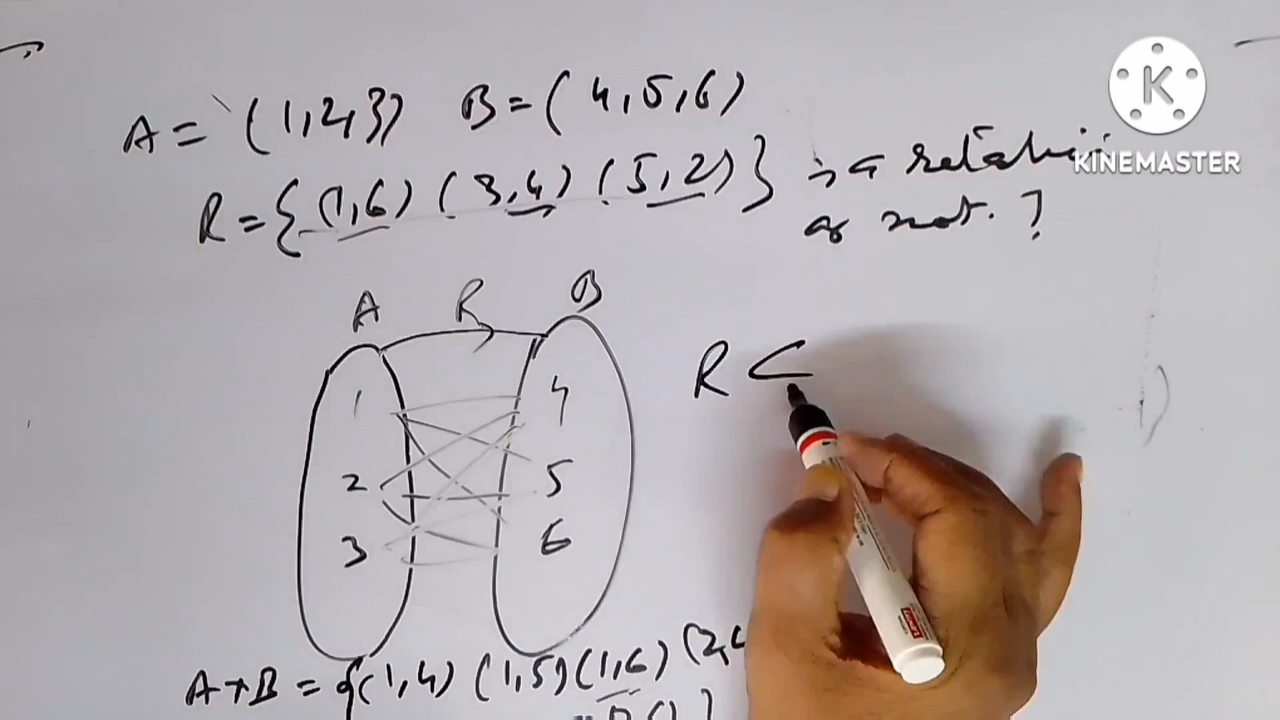 A = (1,2,3) B = (4,5,6)
R = {(1,6) (3,4) (5,2)} is a relation
or not. ?
KINEMASTER
A R B
1 4
2 5
3 6
R ⊂
A×B = {(1,4) (1,5) (1,6) (2,